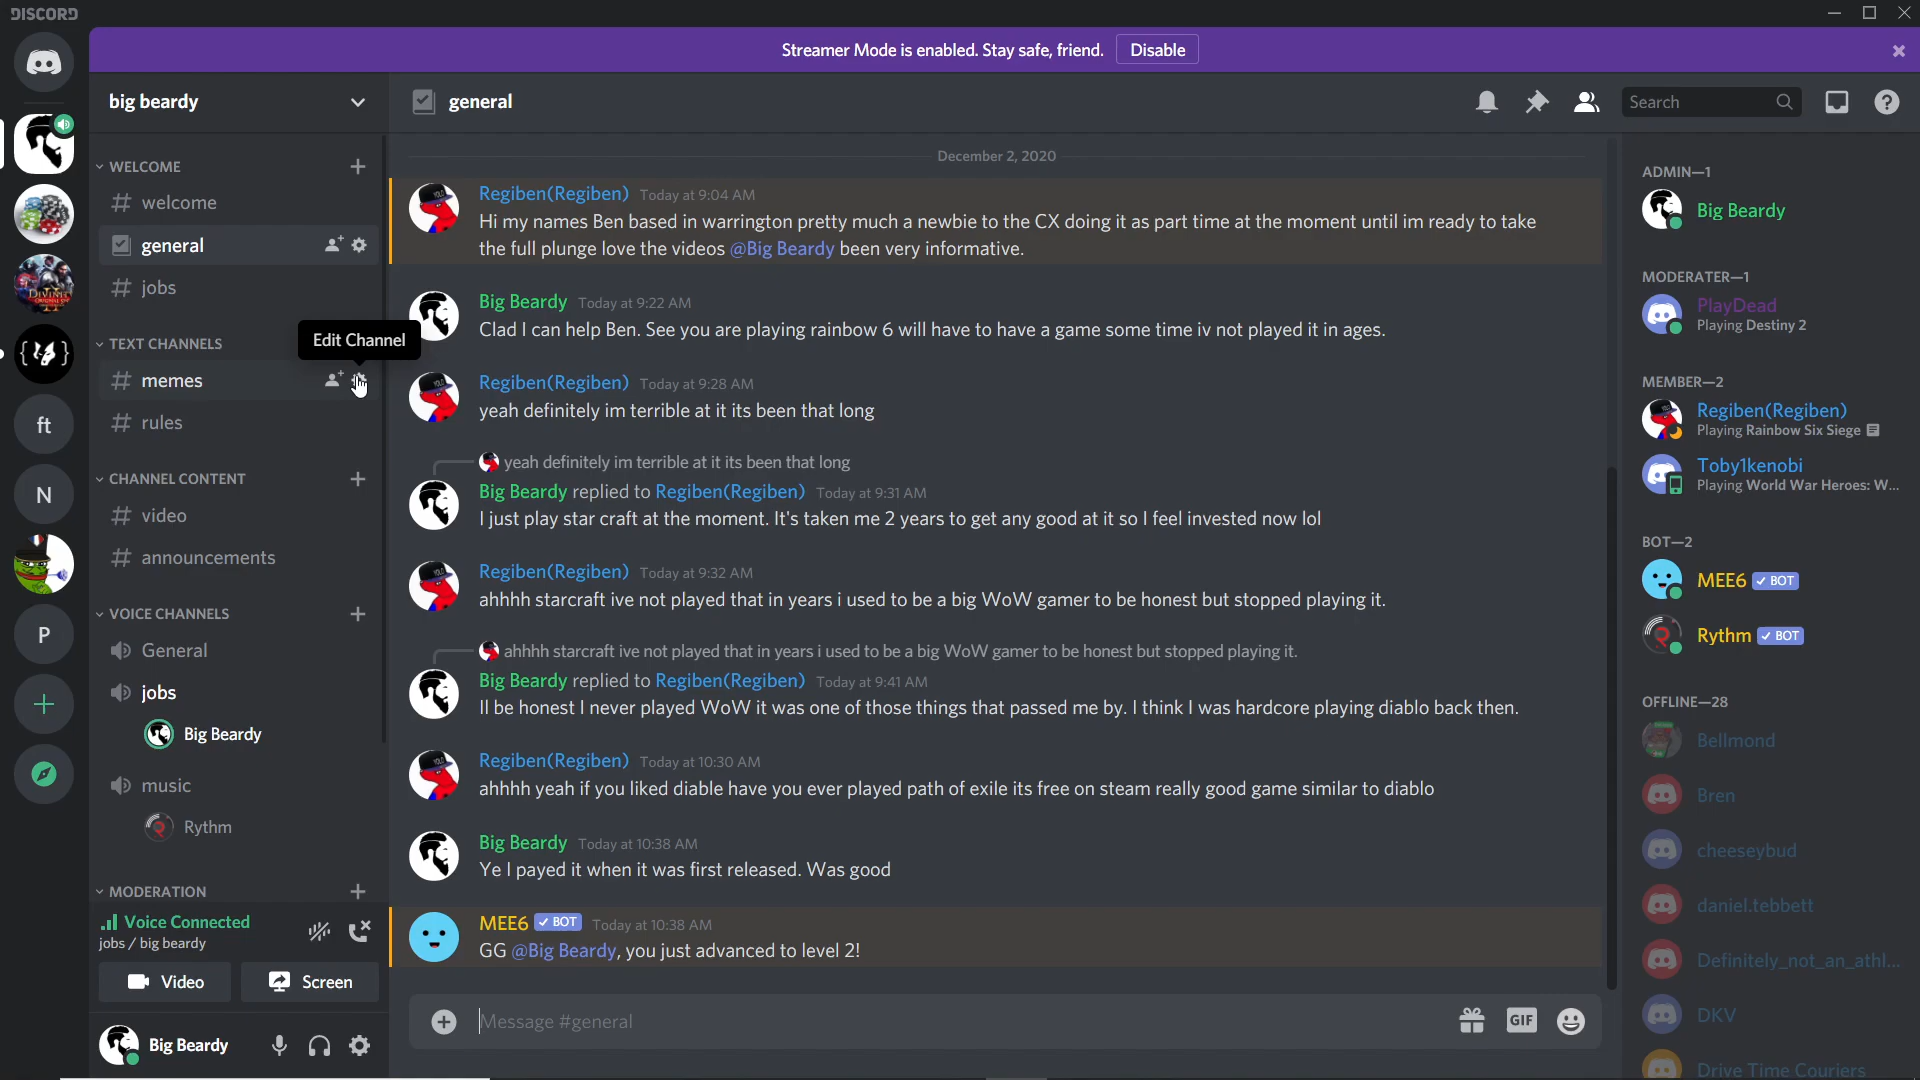 DISCORD
Streamer Mode is enabled. Stay safe, friend. Disable
big beardy
general
Search
WELCOME
welcome
general
jobs
TEXT CHANNELS
Edit Channel
memes
rules
CHANNEL CONTENT
video
announcements
VOICE CHANNELS
General
jobs
Big Beardy
music
Rythm
MODERATION
Voice Connected
jobs / big beardy
Video
Screen
Big Beardy
ft
N
P
December 2, 2020
Regiben(Regiben) Today at 9:04 AM
Hi my names Ben based in warrington pretty much a newbie to the CX doing it as part time at the moment until im ready to take
the full plunge love the videos @Big Beardy been very informative.
Big Beardy Today at 9:22 AM
Clad I can help Ben. See you are playing rainbow 6 will have to have a game some time iv not played it in ages.
Regiben(Regiben) Today at 9:28 AM
yeah definitely im terrible at it its been that long
yeah definitely im terrible at it its been that long
Big Beardy replied to Regiben(Regiben) Today at 9:31 AM
I just play star craft at the moment. It's taken me 2 years to get any good at it so I feel invested now lol
Regiben(Regiben) Today at 9:32 AM
ahhhh starcraft ive not played that in years i used to be a big WoW gamer to be honest but stopped playing it.
ahhhh starcraft ive not played that in years i used to be a big WoW gamer to be honest but stopped playing it.
Big Beardy replied to Regiben(Regiben) Today at 9:41 AM
Il be honest I never played WoW it was one of those things that passed me by. I think I was hardcore playing diablo back then.
Regiben(Regiben) Today at 10:30 AM
ahhhh yeah if you liked diable have you ever played path of exile its free on steam really good game similar to diablo
Big Beardy Today at 10:38 AM
Ye I payed it when it was first released. Was good
MEE6 ✓ BOT Today at 10:38 AM
GG @Big Beardy, you just advanced to level 2!
Message #general
GIF
ADMIN—1
Big Beardy
MODERATER—1
PlayDead
Playing Destiny 2
MEMBER—2
Regiben(Regiben)
Playing Rainbow Six Siege
Toby1kenobi
Playing World War Heroes: W...
BOT—2
MEE6 ✓ BOT
Rythm ✓ BOT
OFFLINE—28
Bellmond
Bren
cheeseybud
daniel.tebbett
Definitely_not_an_athl...
DKV
Drive Time Couriers